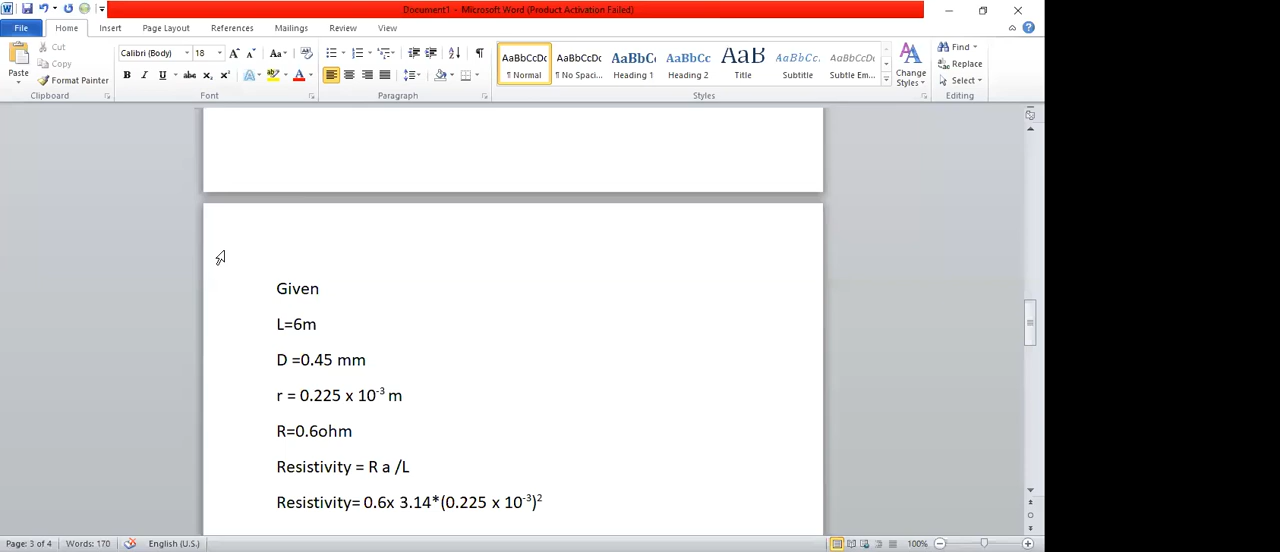 Document1 - Microsoft Word (Product Activation Failed)
File Home Insert Page Layout References Mailings Review View
Paste
Cut
Copy
Format Painter
Clipboard
Calibri (Body) 18
B I U abc x₂ x²
Font
Paragraph
AaBbCcDc AaBbCcDc AaBbC( AaBbCc AaB AaBbCc. AaBbCcDc
¶ Normal ¶ No Spaci... Heading 1 Heading 2 Title Subtitle Subtle Em...
Change Styles
Styles
Find
Replace
Select
Editing
Given
L=6m
D =0.45 mm
r = 0.225 x 10⁻³ m
R=0.6ohm
Resistivity = R a /L
Resistivity= 0.6x 3.14*(0.225 x 10⁻³)²
Page: 3 of 4 Words: 170 English (U.S.) 100%